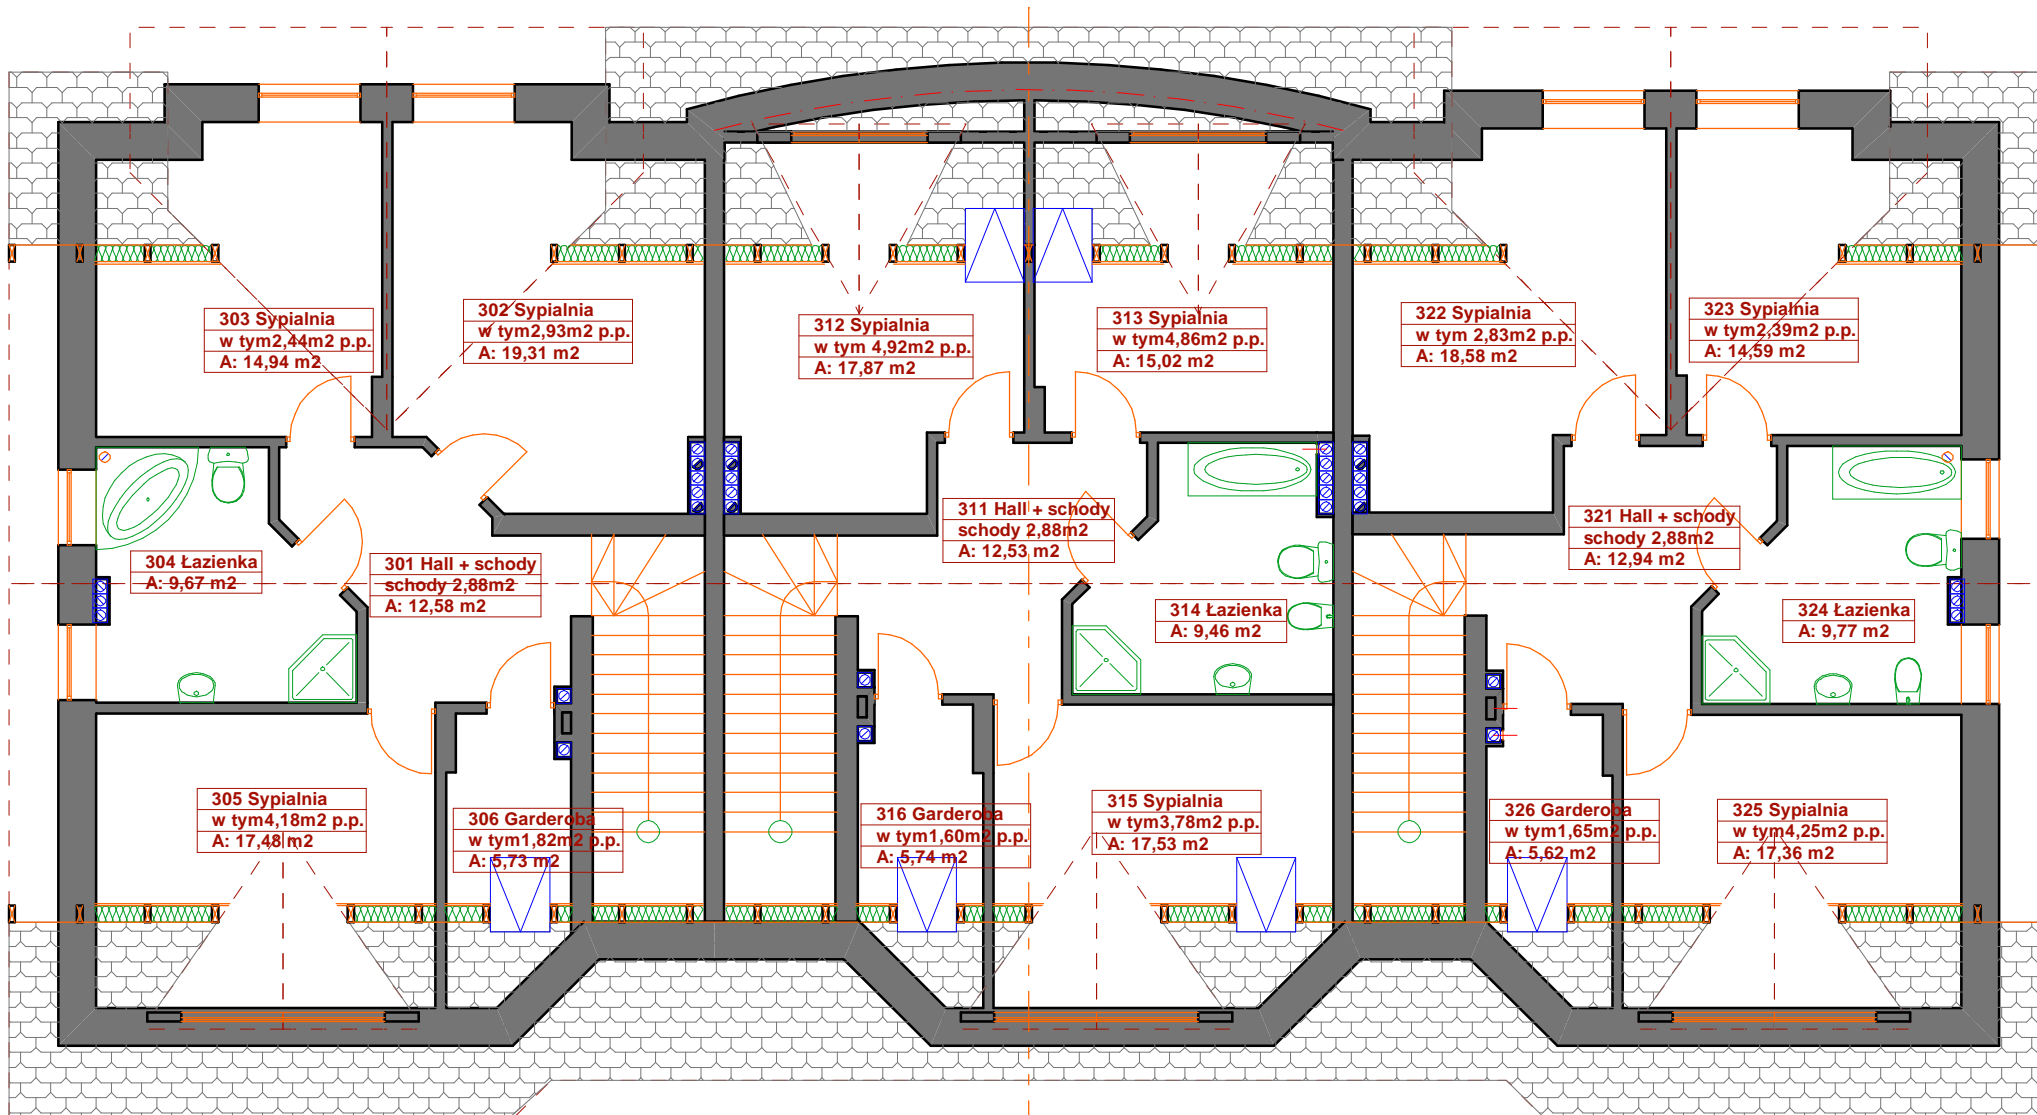 303 Sypialnia
w tym2,44m2 p.p.
A: 14,94 m2
302 Sypialnia
w tym2,93m2 p.p.
A: 19,31 m2
312 Sypialnia
w tym 4,92m2 p.p.
A: 17,87 m2
313 Sypialnia
w tym4,86m2 p.p.
A: 15,02 m2
322 Sypialnia
w tym 2,83m2 p.p.
A: 18,58 m2
323 Sypialnia
w tym2,39m2 p.p.
A: 14,59 m2
304 Łazienka
A: 9,67 m2
301 Hall + schody
schody 2,88m2
A: 12,58 m2
311 Hall + schody
schody 2,88m2
A: 12,53 m2
314 Łazienka
A: 9,46 m2
321 Hall + schody
schody 2,88m2
A: 12,94 m2
324 Łazienka
A: 9,77 m2
305 Sypialnia
w tym4,18m2 p.p.
A: 17,48 m2
306 Garderoba
w tym1,82m2 p.p.
A: 5,73 m2
316 Garderoba
w tym1,60m2 p.p.
A: 5,74 m2
315 Sypialnia
w tym3,78m2 p.p.
A: 17,53 m2
326 Garderoba
w tym1,65m2 p.p.
A: 5,62 m2
325 Sypialnia
w tym4,25m2 p.p.
A: 17,36 m2